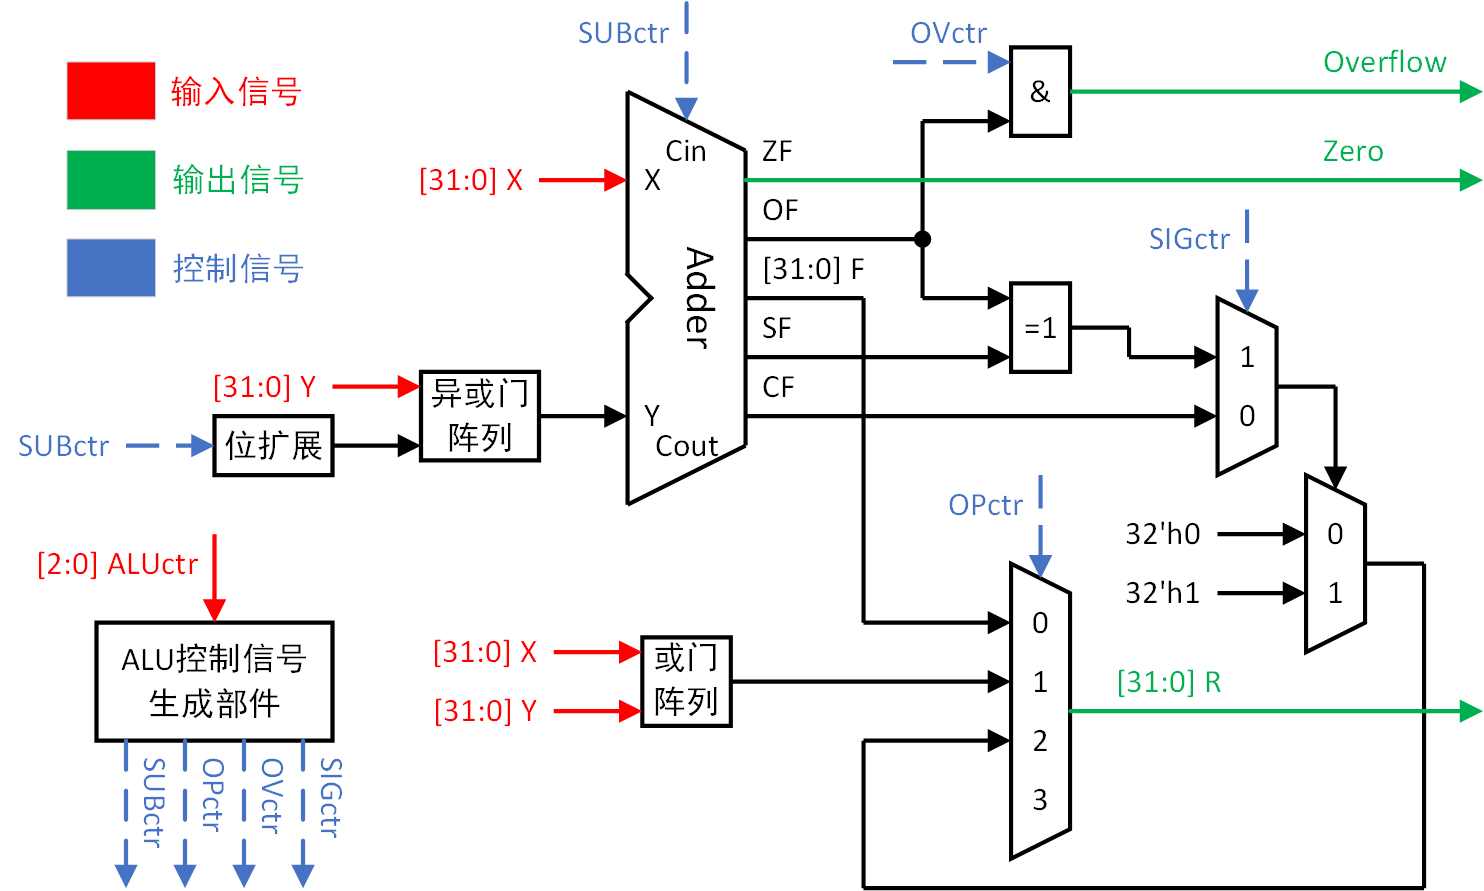 SUBctr
OVctr
Overflow
&
输入信号
Cin
ZF
Zero
[31:0] X
X
输出信号
OF
SIGctr
控制信号
[31:0] F
Adder
SF
=1
1
[31:0] Y
异或门
阵列
CF
0
Y
Cout
SUBctr
位扩展
OPctr
32'h0
0
[2:0] ALUctr
32'h1
1
0
[31:0] X
或门
阵列
ALU控制信号
生成部件
1
[31:0] R
[31:0] Y
2
3
SUBctr
OPctr
OVctr
SIGctr